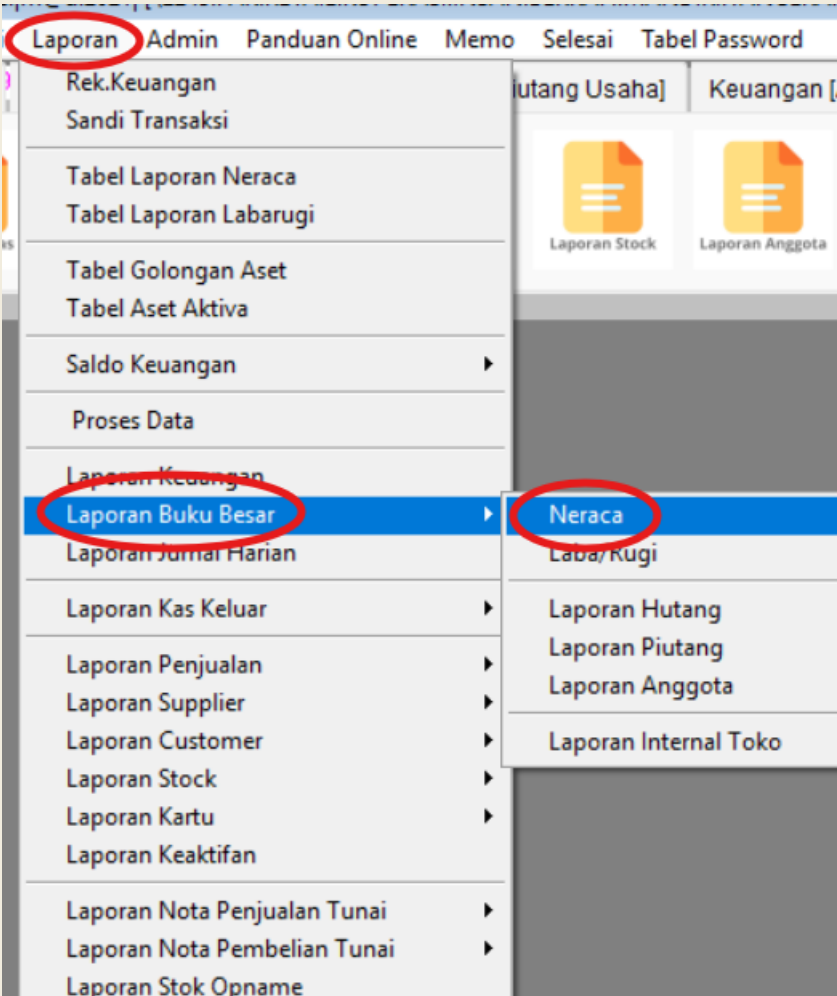 Laporan Admin Panduan Online Memo Selesai Tabel Password
iutang Usaha] Keuangan [
Rek.Keuangan
Sandi Transaksi
Tabel Laporan Neraca
Tabel Laporan Labarugi
Laporan Stock Laporan Anggota
Tabel Golongan Aset
Tabel Aset Aktiva
Saldo Keuangan
Proses Data
Laporan Keuangan
Laporan Buku Besar
Laporan Jurnal Harian
Laporan Kas Keluar
Laporan Penjualan
Laporan Supplier
Laporan Customer
Laporan Stock
Laporan Kartu
Laporan Keaktifan
Laporan Nota Penjualan Tunai
Laporan Nota Pembelian Tunai
Laporan Stok Opname
Neraca
Laba/Rugi
Laporan Hutang
Laporan Piutang
Laporan Anggota
Laporan Internal Toko